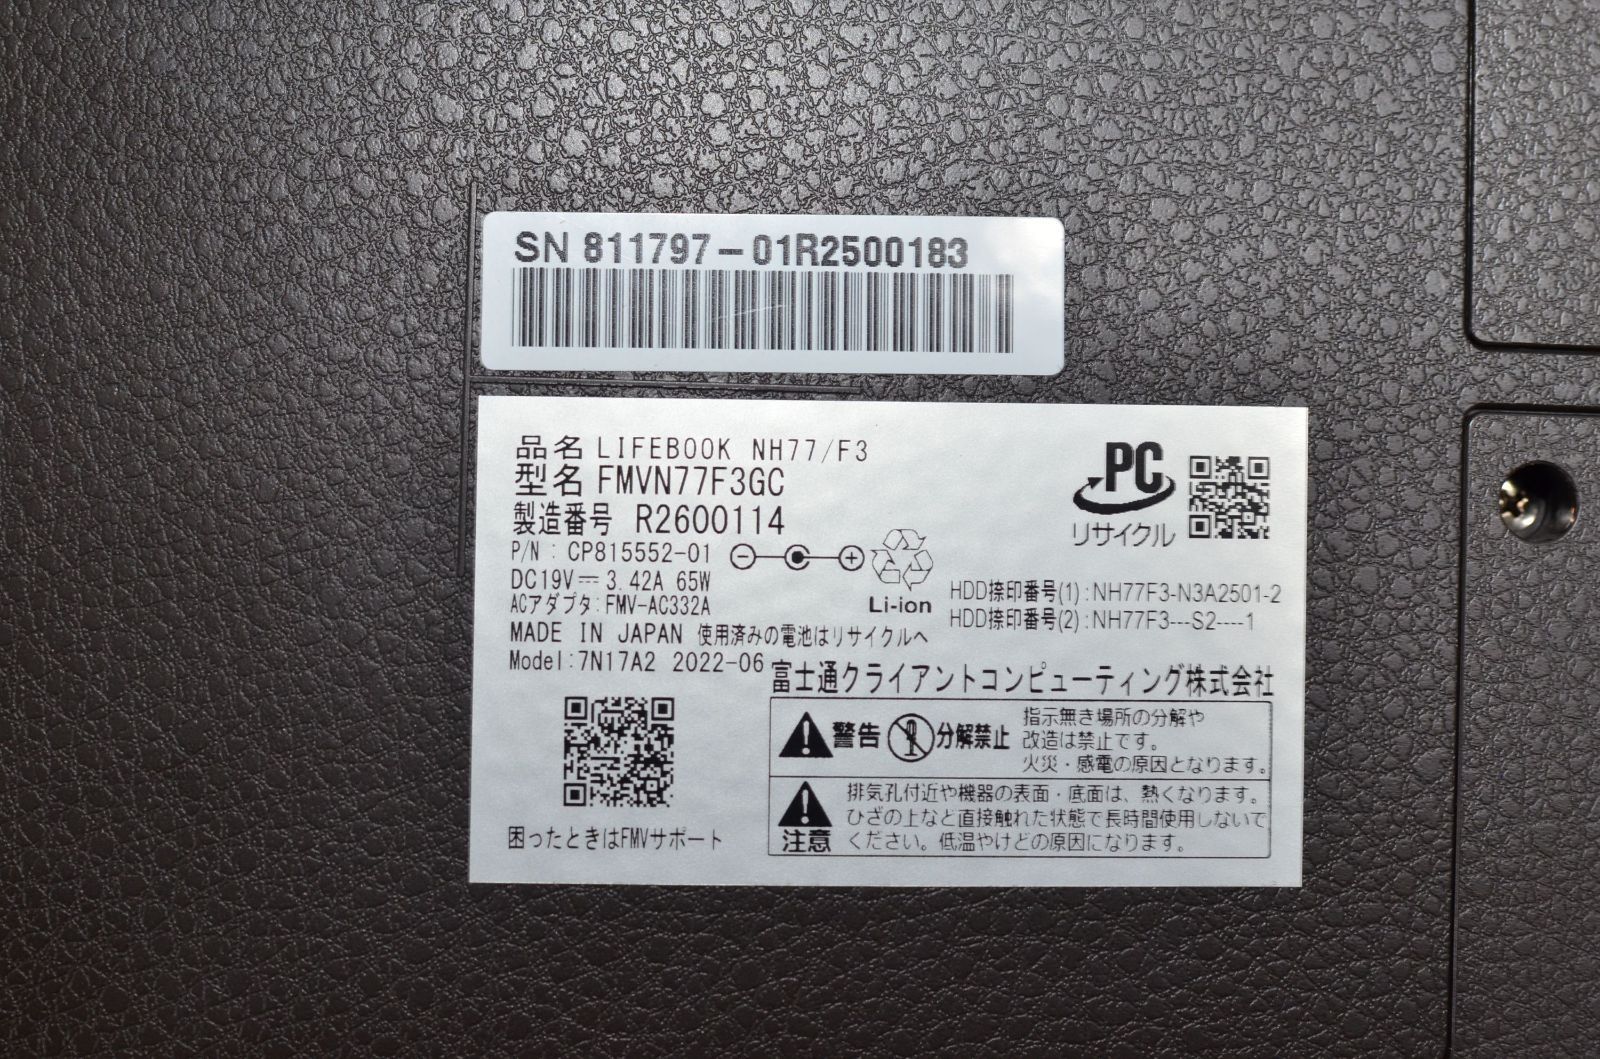 SN 811797-01R2500183
品名 LIFEBOOK NH77/F3
型名 FMVN77F3GC
製造番号 R2600114
P/N : CP815552-01
DC19V⎓ 3.42A 65W
ACアダプタ:FMV-AC332A
MADE IN JAPAN 使用済みの電池はリサイクルへ
Model:7N17A2 2022-06
Li-ion
PC
リサイクル
HDD捺印番号(1):NH77F3-N3A2501-2
HDD捺印番号(2):NH77F3---S2----1
富士通クライアントコンピューティング株式会社
警告 分解禁止
指示無き場所の分解や
改造は禁止です。
火災・感電の原因となります。
注意
排気孔付近や機器の表面・底面は、熱くなります。
ひざの上など直接触れた状態で長時間使用しないで
ください。低温やけどの原因になります。
困ったときはFMVサポート